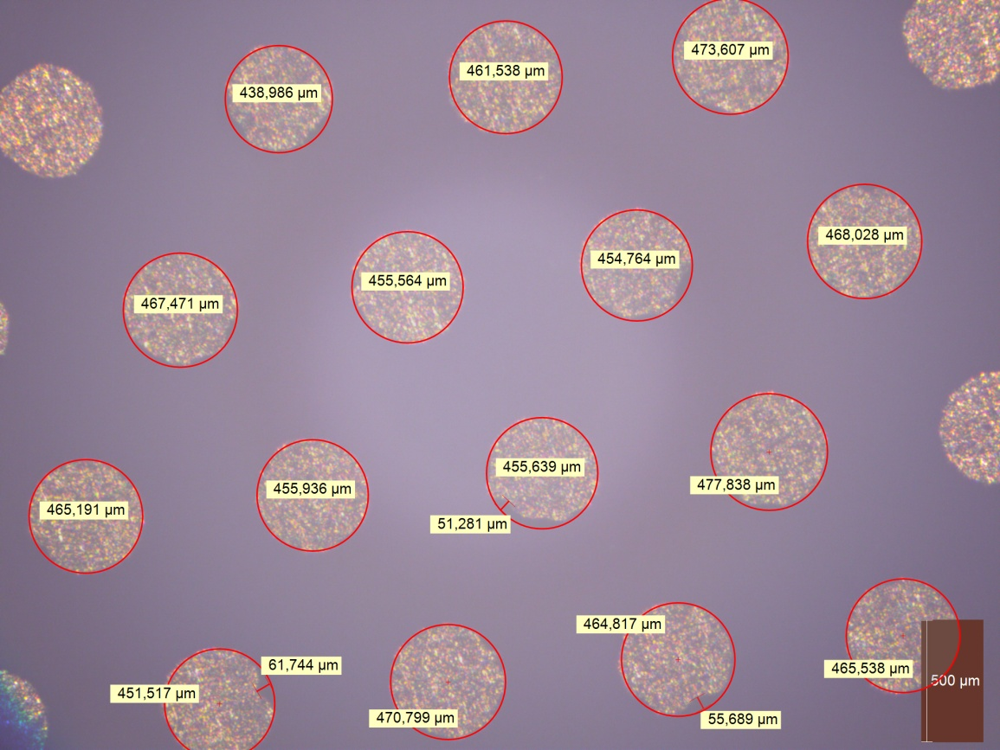 473,607 µm
461,538 µm
438,986 µm
468,028 µm
454,764 µm
455,564 µm
467,471 µm
455,639 µm
477,838 µm
455,936 µm
465,191 µm
51,281 µm
464,817 µm
61,744 µm
465,538 µm
500 µm
451,517 µm
470,799 µm
55,689 µm